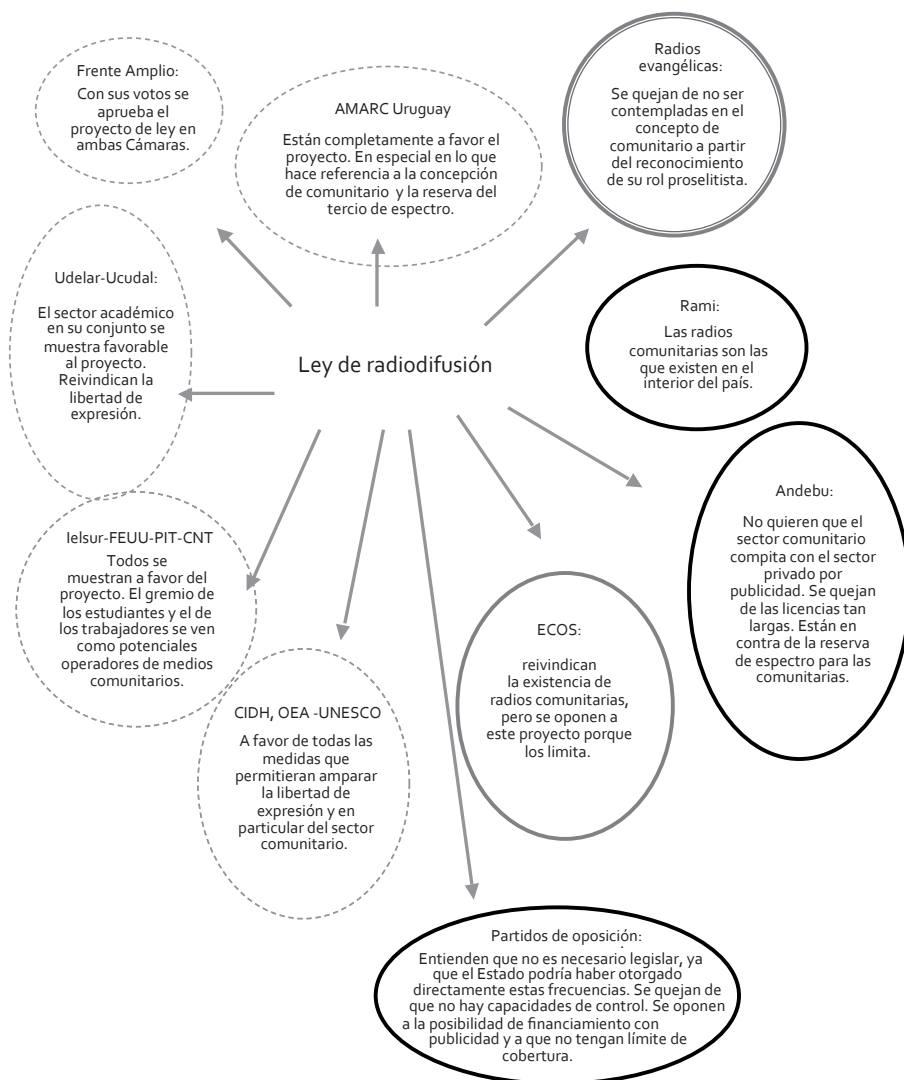 Frente Amplio:
Con sus votos se
aprueba el
proyecto de ley en
ambas Cámaras.
AMARC Uruguay
Están completamente a favor el
proyecto. En especial en lo que
hace referencia a la concepción
de comunitario y la reserva del
tercio de espectro.
Radios
evangélicas:
Se quejan de no ser
contempladas en el
concepto de
comunitario a partir
del reconocimiento
de su rol proselitista.
Udelar-Ucudal:
El sector académico
en su conjunto se
muestra favorable
al proyecto.
Reivindican la
libertad de
expresión.
Ley de radiodifusión
Rami:
Las radios
comunitarias son las
que existen en el
interior del país.
Andebu:
No quieren que el
sector comunitario
compita con el sector
privado por
publicidad. Se quejan
de las licencias tan
largas. Están en
contra de la reserva
de espectro para las
comunitarias.
Ielsur-FEUU-PIT-CNT
Todos se
muestran a favor del
proyecto. El gremio de
los estudiantes y el de
los trabajadores se ven
como potenciales
operadores de medios
comunitarios.
ECOS:
reivindican
la existencia de
radios comunitarias,
pero se oponen a
este proyecto porque
los limita.
CIDH, OEA -UNESCO
A favor de todas las
medidas que
permitieran amparar
la libertad de
expresión y en
particular del sector
comunitario.
Partidos de oposición:
Entienden que no es necesario legislar, ya
que el Estado podría haber otorgado
directamente estas frecuencias. Se quejan de
que no hay capacidades de control. Se oponen
a la posibilidad de financiamiento con
publicidad y a que no tengan límite de
cobertura.